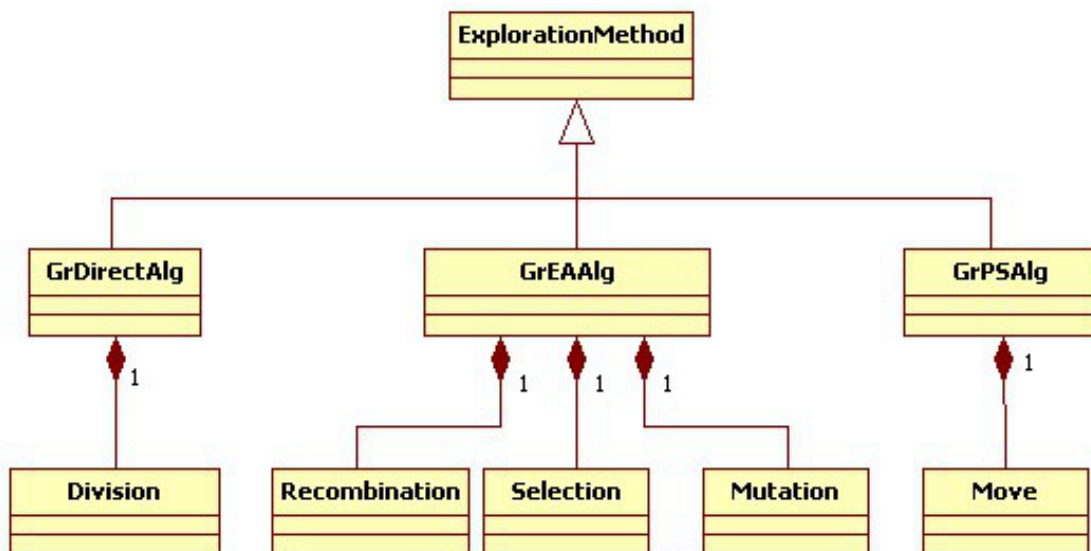 ExplorationMethod
GrDirectAlg
GrEAAlg
GrPSAlg
1
1
1
1
1
Division
Recombination
Selection
Mutation
Move